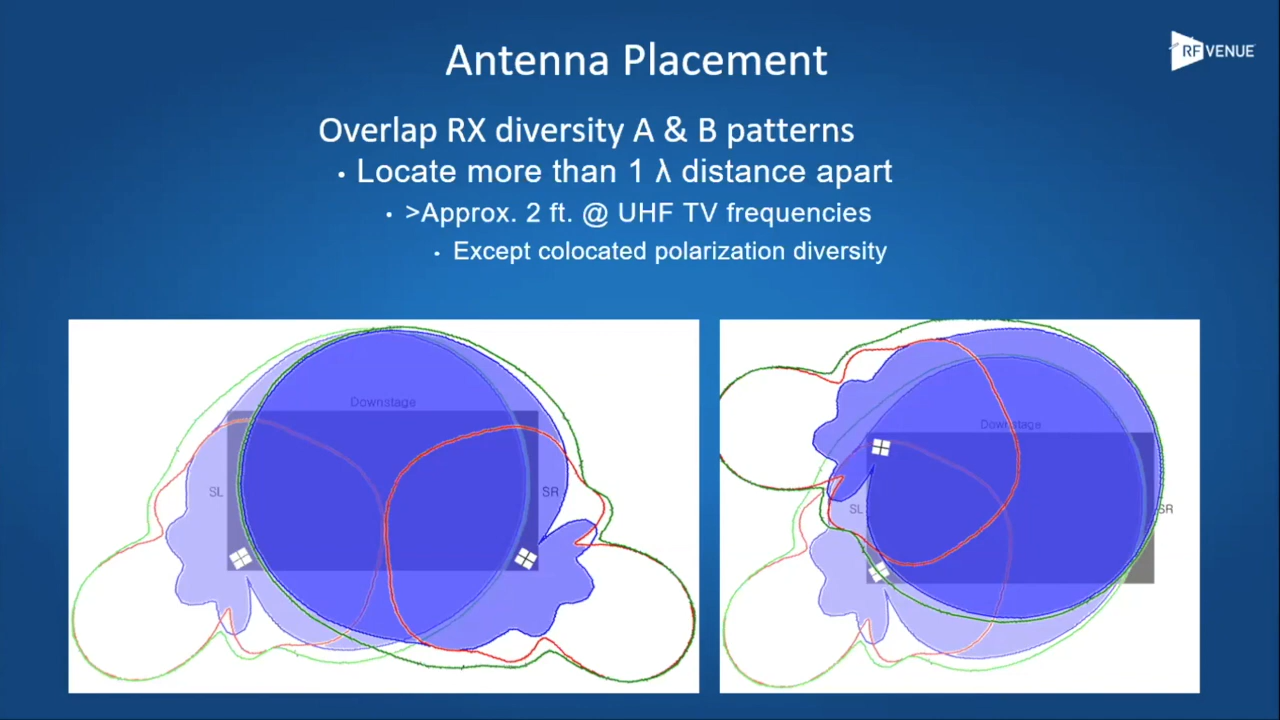 RF VENUE
Antenna Placement
Overlap RX diversity A & B patterns
• Locate more than 1 λ distance apart
• >Approx. 2 ft. @ UHF TV frequencies
• Except colocated polarization diversity
Downstage
SL
SR
Downstage
SL
SR